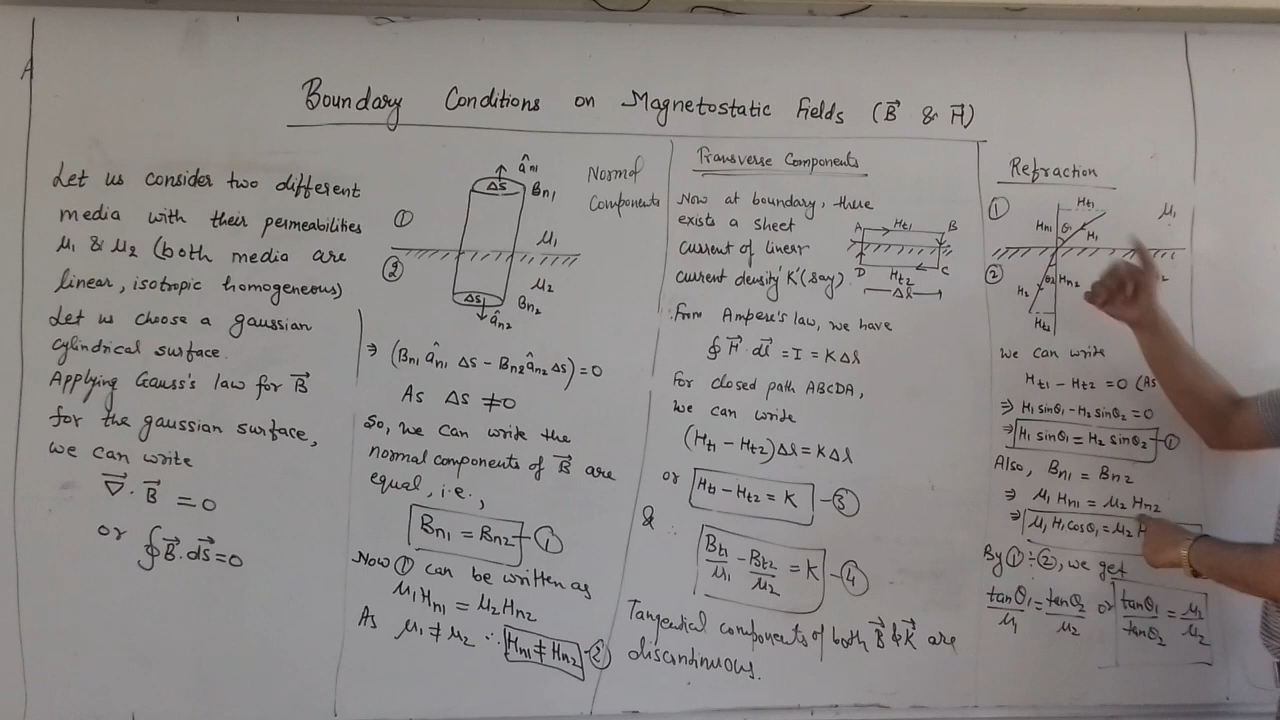 Boundary Conditions on Magnetostatic Fields (B⃗ & H⃗)
Let us consider two different
media with their permeabilities
μ1 & μ2 (both media are
linear, isotropic homogeneous)
Let us choose a gaussian
cylindrical surface.
Applying Gauss's law for B⃗
for the gaussian surface,
we can write
∇⃗ . B⃗ = 0
or ∮B⃗. ds⃗ = 0
Normal
Components
ân1
Δs
Bn1
①
μ1
②
μ2
Δs
Bn2
ân2
⇒ (Bn1 ân1 Δs - Bn2 ân2 Δs) = 0
As Δs ≠ 0
So, we can write the
normal components of B⃗ are
equal, i.e.,
Bn1 = Bn2 - ①
Now ① can be written as
μ1 Hn1 = μ2 Hn2
As μ1 ≠ μ2 ∴ Hn1 ≠ Hn2 - ②
Transverse Components
Now at boundary, there
exists a sheet
current of linear
current density 'K' (say).
A Ht1 B
D Ht2 C
Δl
From Ampere's law, we have
∮ H⃗. dl⃗ = I = KΔl
For closed path ABCDA,
we can write
(Ht1 - Ht2)Δl = KΔl
or Ht1 - Ht2 = K - ③
& ∴ Bt1/μ1 - Bt2/μ2 = K - ④
Tangential components of both B⃗ & K⃗ are
discontinuous.
Refraction
①
Ht1
μ1
Hn1 θ1 H1
②
H2 θ2 Hn2
2
Ht2
We can write
Ht1 - Ht2 = 0 (As
⇒ H1 sinθ1 - H2 sinθ2 = 0
⇒ H1 sinθ1 = H2 sinθ2 - ①
Also, Bn1 = Bn2
⇒ μ1 Hn1 = μ2 Hn2
⇒ μ1 H1 cosθ1 = μ2 H
By ① ÷ ②, we get
tanθ1/μ1 = tanθ2/μ2 or tanθ1/tanθ2 = μ1/μ2